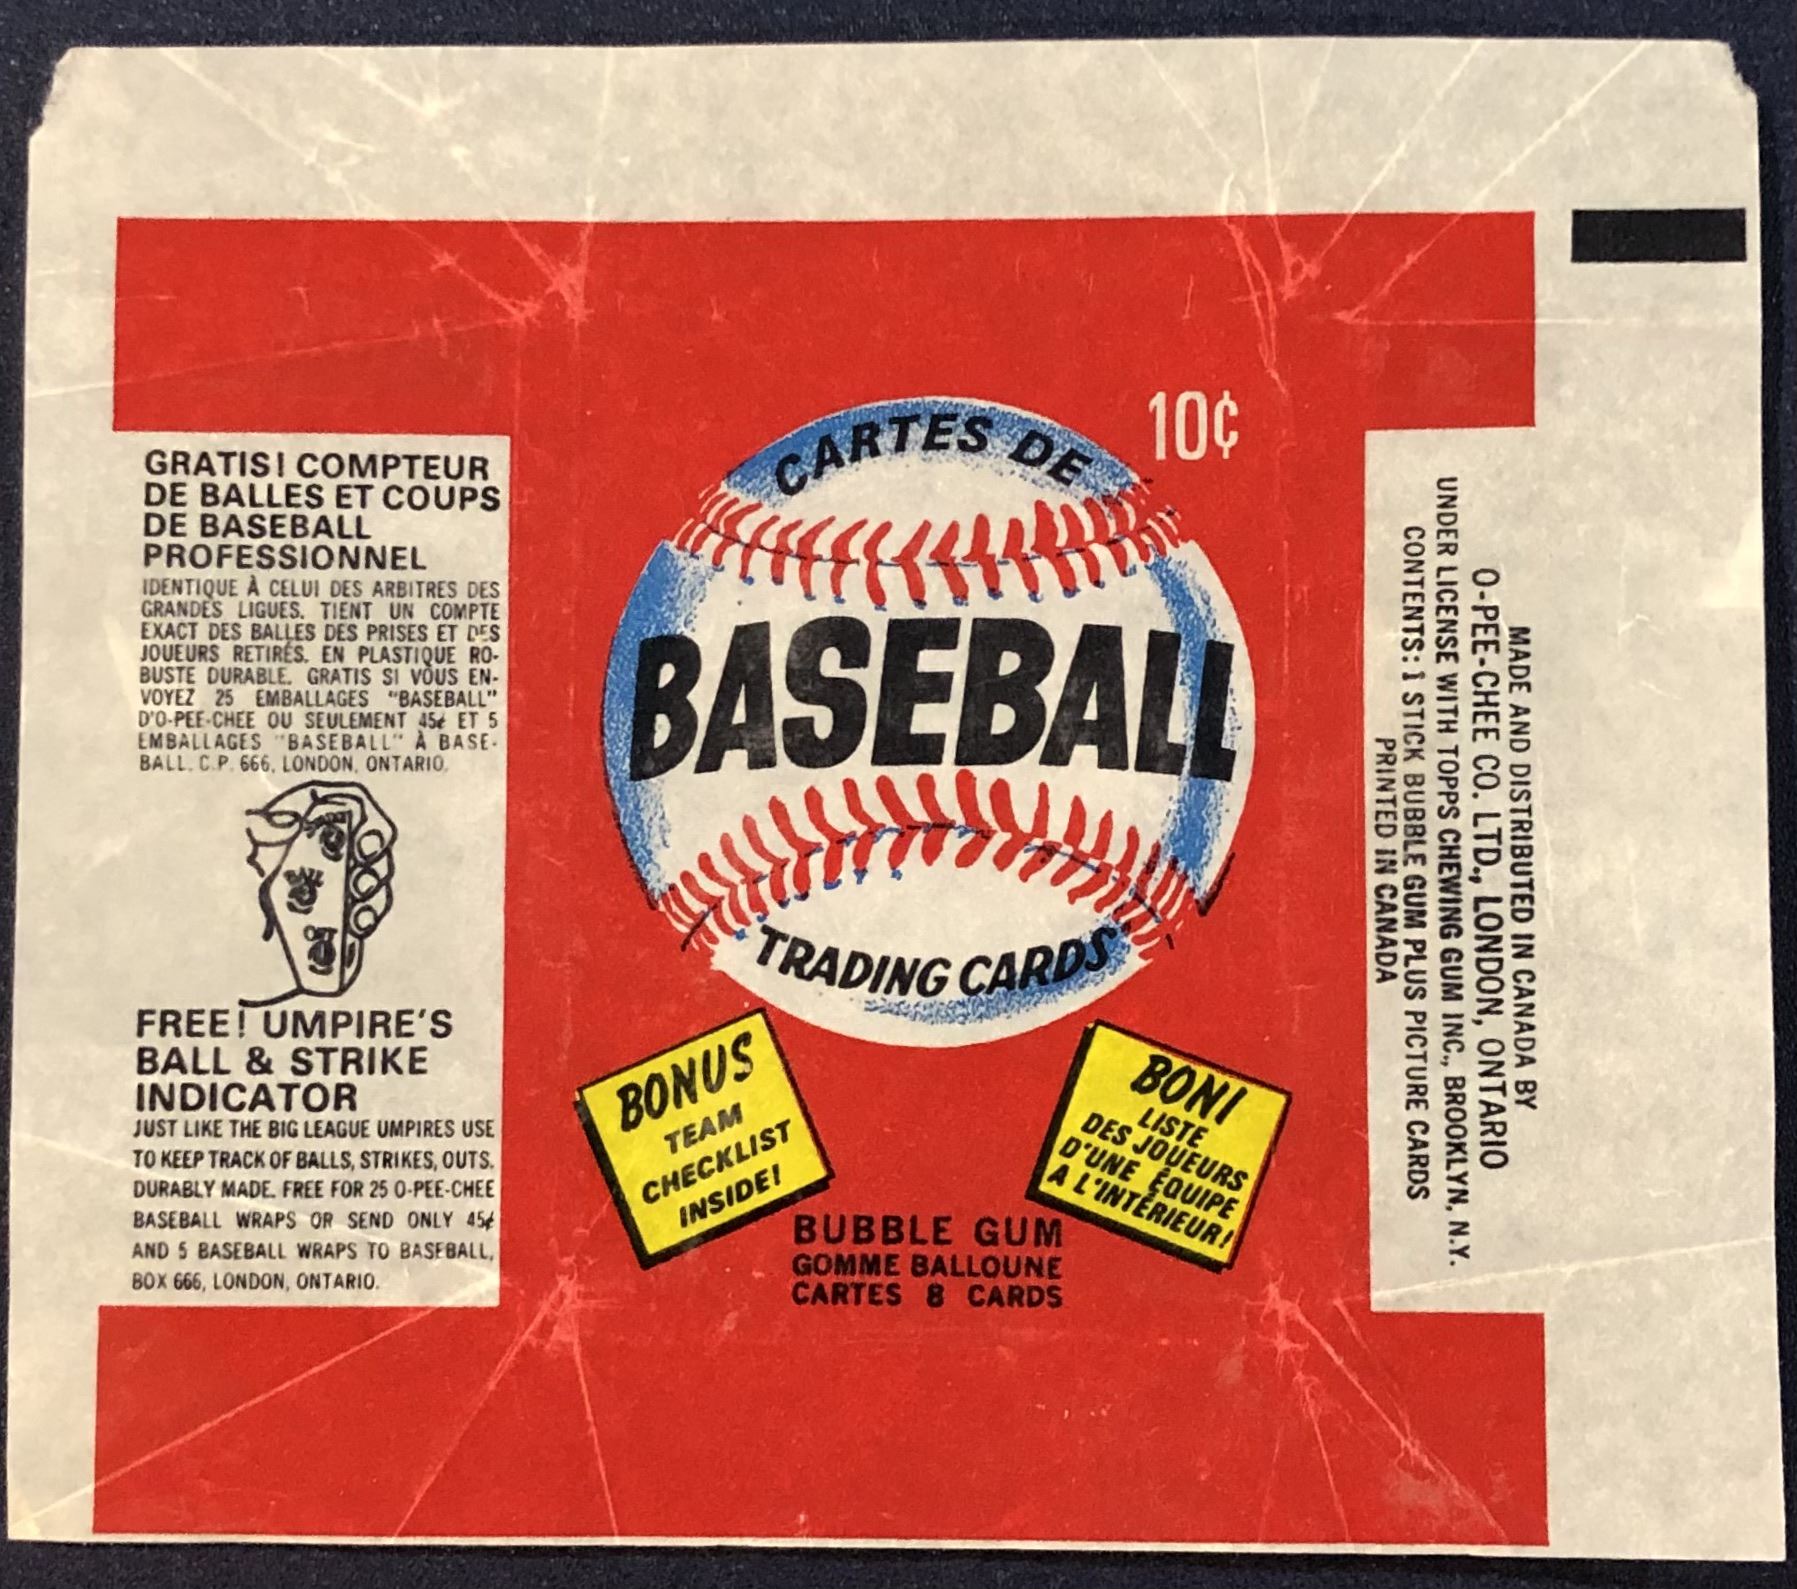 GRATIS! COMPTEUR
DE BALLES ET COUPS
DE BASEBALL
PROFESSIONNEL
IDENTIQUE À CELUI DES ARBITRES DES
GRANDES LIGUES. TIENT UN COMPTE
EXACT DES BALLES DES PRISES ET DES
JOUEURS RETIRÉS. EN PLASTIQUE RO-
BUSTE DURABLE. GRATIS SI VOUS EN-
VOYEZ 25 EMBALLAGES "BASEBALL"
D'O-PEE-CHEE OU SEULEMENT 45¢ ET 5
EMBALLAGES "BASEBALL" À BASE-
BALL. C.P. 666, LONDON, ONTARIO.
FREE! UMPIRE'S
BALL & STRIKE
INDICATOR
JUST LIKE THE BIG LEAGUE UMPIRES USE
TO KEEP TRACK OF BALLS, STRIKES, OUTS.
DURABLY MADE. FREE FOR 25 O-PEE-CHEE
BASEBALL WRAPS OR SEND ONLY 45¢
AND 5 BASEBALL WRAPS TO BASEBALL,
BOX 666, LONDON, ONTARIO.
10¢
CARTES DE
BASEBALL
TRADING CARDS
BONUS
TEAM
CHECKLIST
INSIDE!
BONI
LISTE
DES JOUEURS
D'UNE ÉQUIPE
A L'INTÉRIEUR!
BUBBLE GUM
GOMME BALLOUNE
CARTES 8 CARDS
MADE AND DISTRIBUTED IN CANADA BY
O-PEE-CHEE CO. LTD., LONDON, ONTARIO
UNDER LICENSE WITH TOPPS CHEWING GUM INC., BROOKLYN, N.Y.
CONTENTS: 1 STICK BUBBLE GUM PLUS PICTURE CARDS
PRINTED IN CANADA